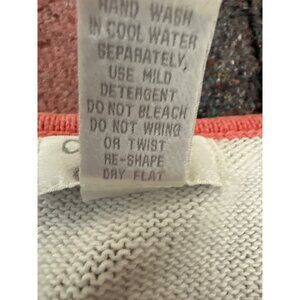 HAND WASH
IN COOL WATER
SEPARATELY,
USE MILD
DETERGENT
DO NOT BLEACH
DO NOT WRING
OR TWIST
RE-SHAPE
DRY FLAT